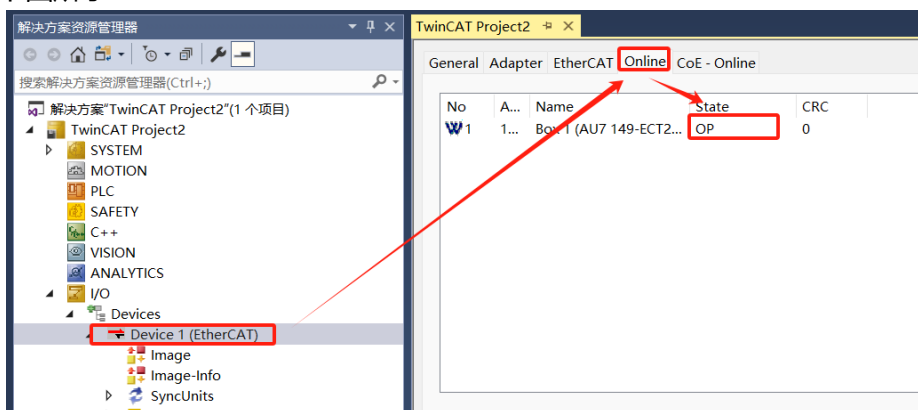 解决方案资源管理器
搜索解决方案资源管理器(Ctrl+;)
解决方案"TwinCAT Project2"(1 个项目)
TwinCAT Project2
SYSTEM
MOTION
PLC
SAFETY
C++
VISION
ANALYTICS
I/O
Devices
Device 1 (EtherCAT)
Image
Image-Info
SyncUnits
TwinCAT Project2
General Adapter EtherCAT Online CoE - Online
No A... Name State CRC
1 1... Box 1 (AU7 149-ECT2... OP 0